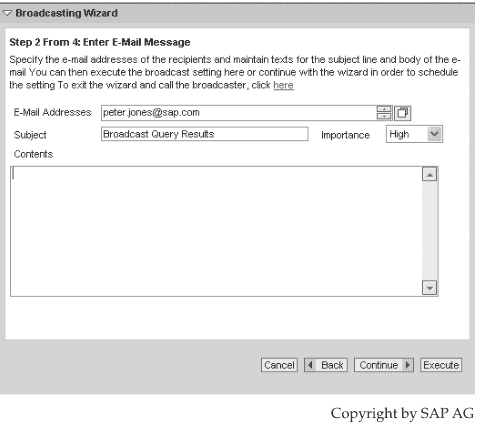 Broadcasting Wizard
Step 2 From 4: Enter E-Mail Message
Specify the e-mail addresses of the recipients and maintain texts for the subject line and body of the e-
mail You can then execute the broadcast setting here or continue with the wizard in order to schedule
the setting To exit the wizard and call the broadcaster, click here
E-Mail Addresses peter.jones@sap.com
Subject Broadcast Query Results Importance High
Contents
Cancel Back Continue Execute
Copyright by SAP AG